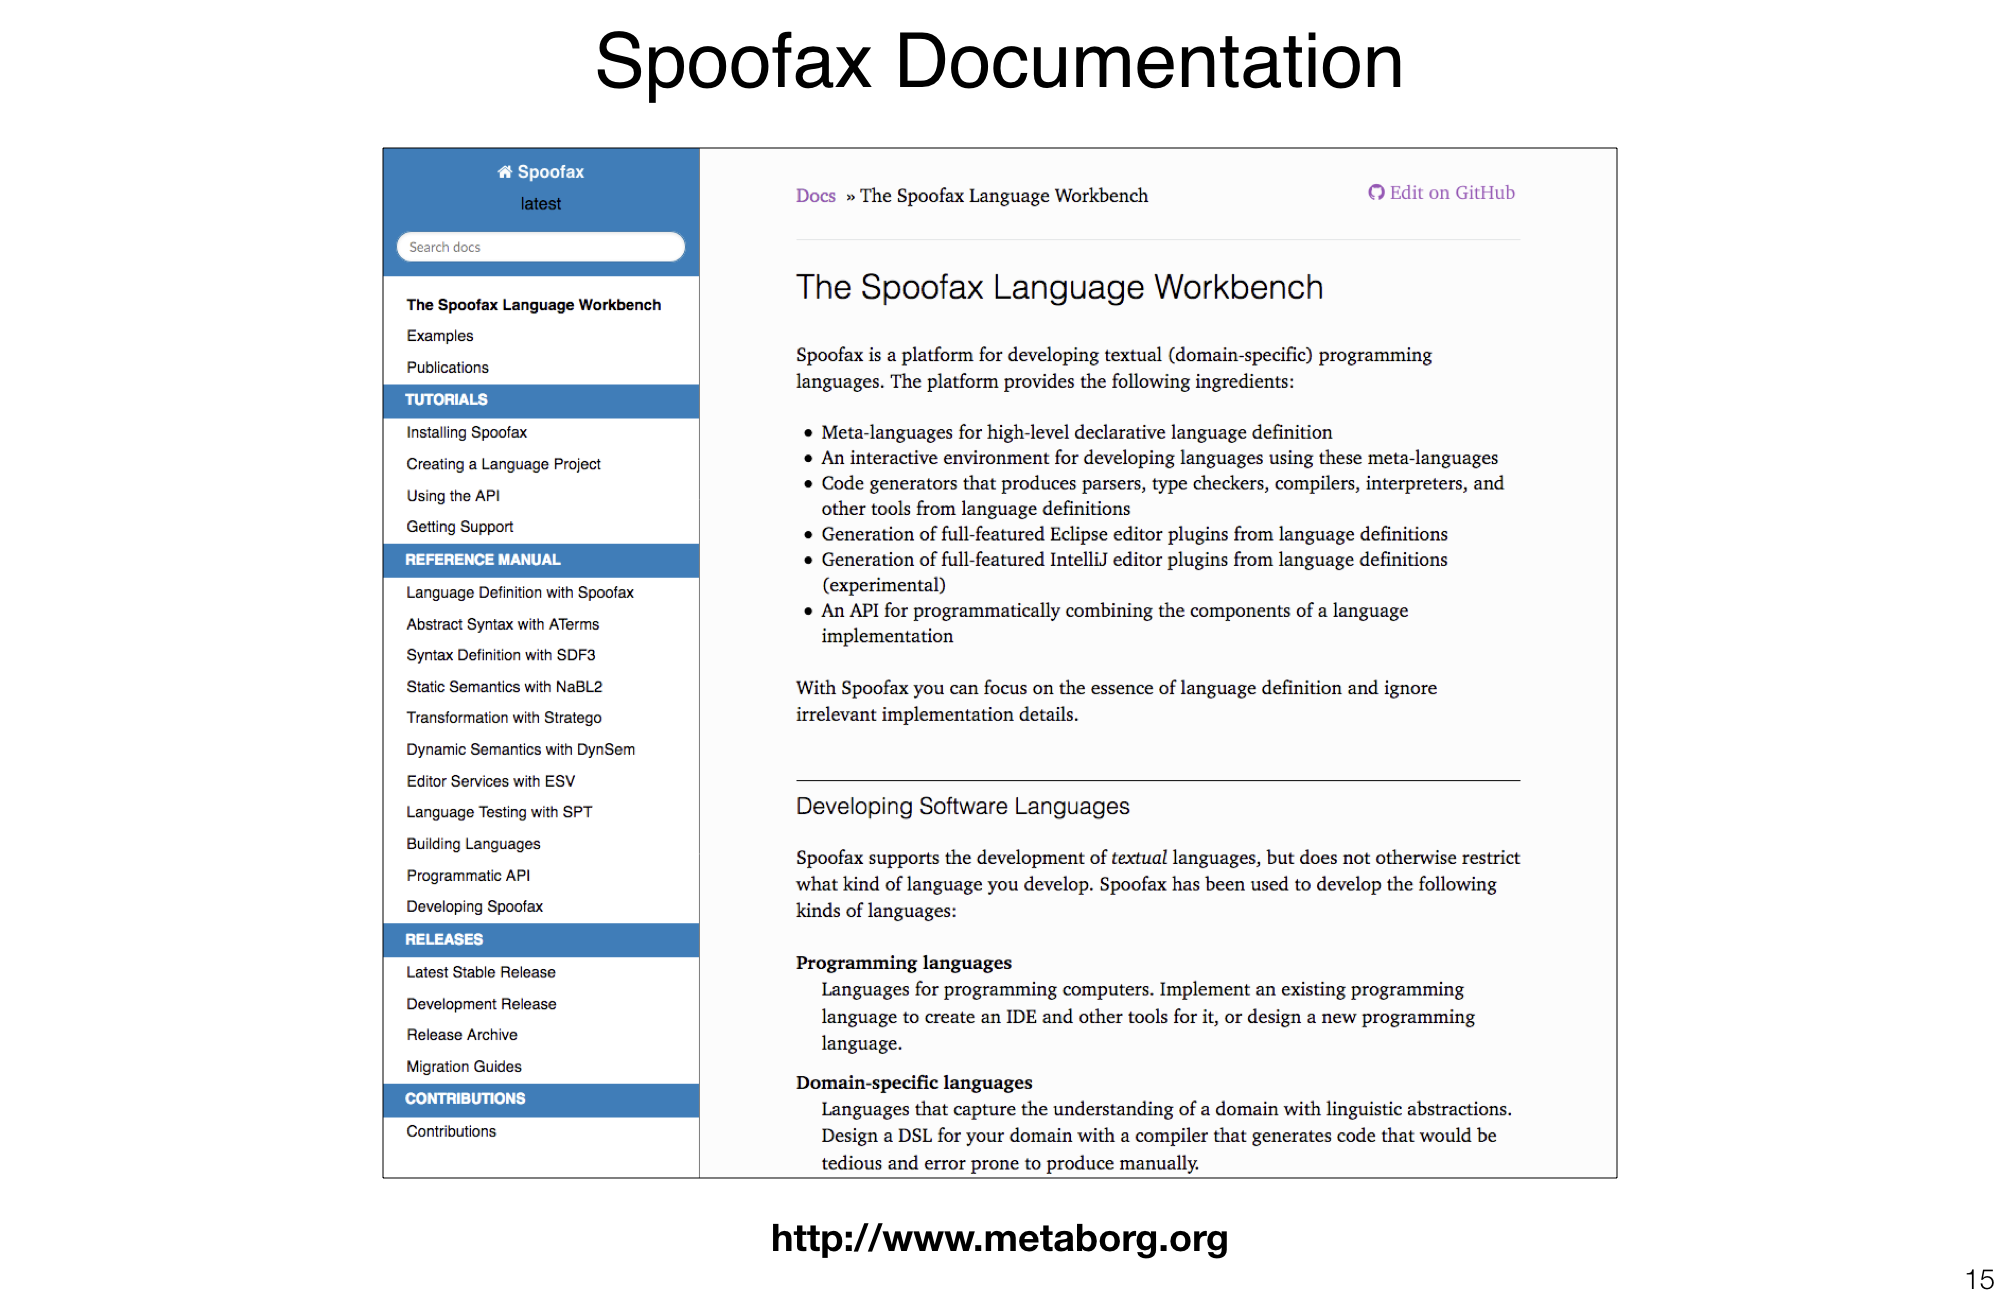 Spoofax Documentation
Spoofax
latest
Search docs
The Spoofax Language Workbench
Examples
Publications
TUTORIALS
Installing Spoofax
Creating a Language Project
Using the API
Getting Support
REFERENCE MANUAL
Language Definition with Spoofax
Abstract Syntax with ATerms
Syntax Definition with SDF3
Static Semantics with NaBL2
Transformation with Stratego
Dynamic Semantics with DynSem
Editor Services with ESV
Language Testing with SPT
Building Languages
Programmatic API
Developing Spoofax
RELEASES
Latest Stable Release
Development Release
Release Archive
Migration Guides
CONTRIBUTIONS
Contributions
Docs » The Spoofax Language Workbench
Edit on GitHub
The Spoofax Language Workbench
Spoofax is a platform for developing textual (domain-specific) programming
languages. The platform provides the following ingredients:
• Meta-languages for high-level declarative language definition
• An interactive environment for developing languages using these meta-languages
• Code generators that produces parsers, type checkers, compilers, interpreters, and
other tools from language definitions
• Generation of full-featured Eclipse editor plugins from language definitions
• Generation of full-featured IntelliJ editor plugins from language definitions
(experimental)
• An API for programmatically combining the components of a language
implementation
With Spoofax you can focus on the essence of language definition and ignore
irrelevant implementation details.
Developing Software Languages
Spoofax supports the development of textual languages, but does not otherwise restrict
what kind of language you develop. Spoofax has been used to develop the following
kinds of languages:
Programming languages
Languages for programming computers. Implement an existing programming
language to create an IDE and other tools for it, or design a new programming
language.
Domain-specific languages
Languages that capture the understanding of a domain with linguistic abstractions.
Design a DSL for your domain with a compiler that generates code that would be
tedious and error prone to produce manually.
http://www.metaborg.org
15